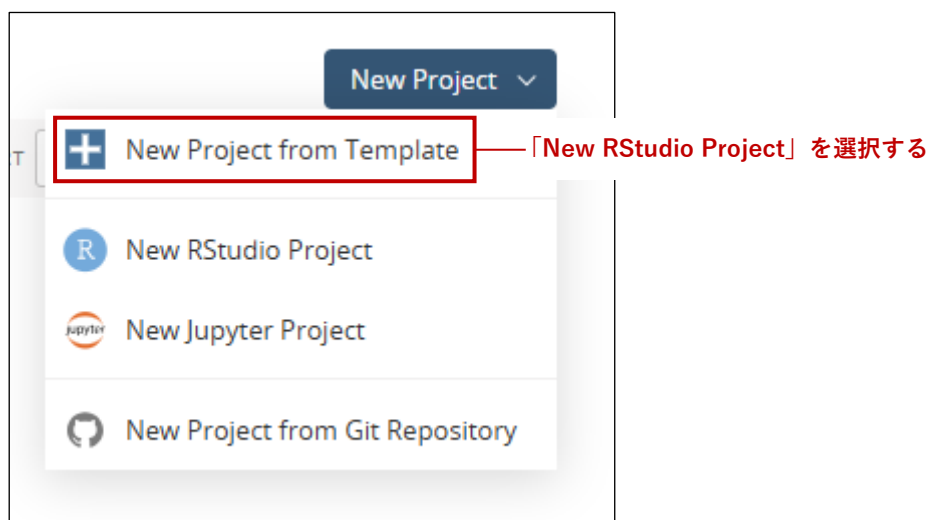 New Project
T
New Project from Template
「New RStudio Project」を選択する
R
New RStudio Project
jupyter
New Jupyter Project
New Project from Git Repository